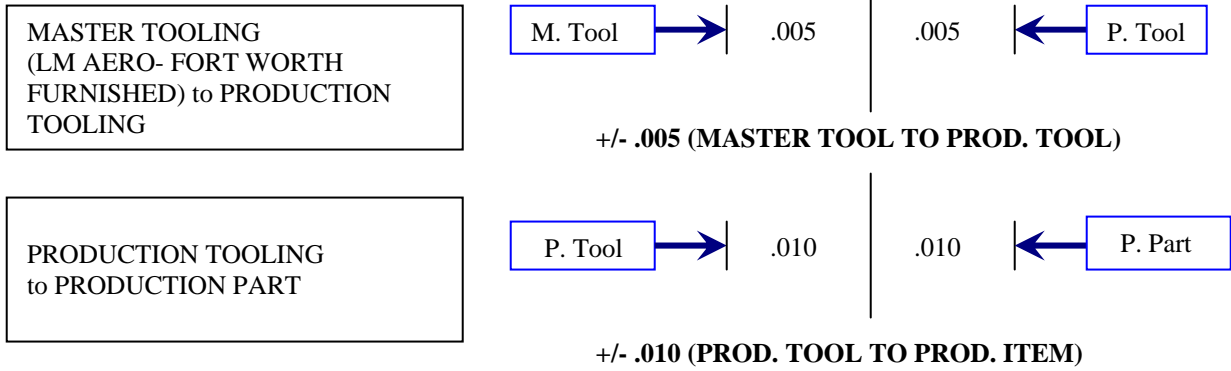 MASTER TOOLING
(LM AERO- FORT WORTH
FURNISHED) to PRODUCTION
TOOLING
M. Tool
.005
.005
P. Tool
+/- .005 (MASTER TOOL TO PROD. TOOL)
PRODUCTION TOOLING
to PRODUCTION PART
P. Tool
.010
.010
P. Part
+/- .010 (PROD. TOOL TO PROD. ITEM)